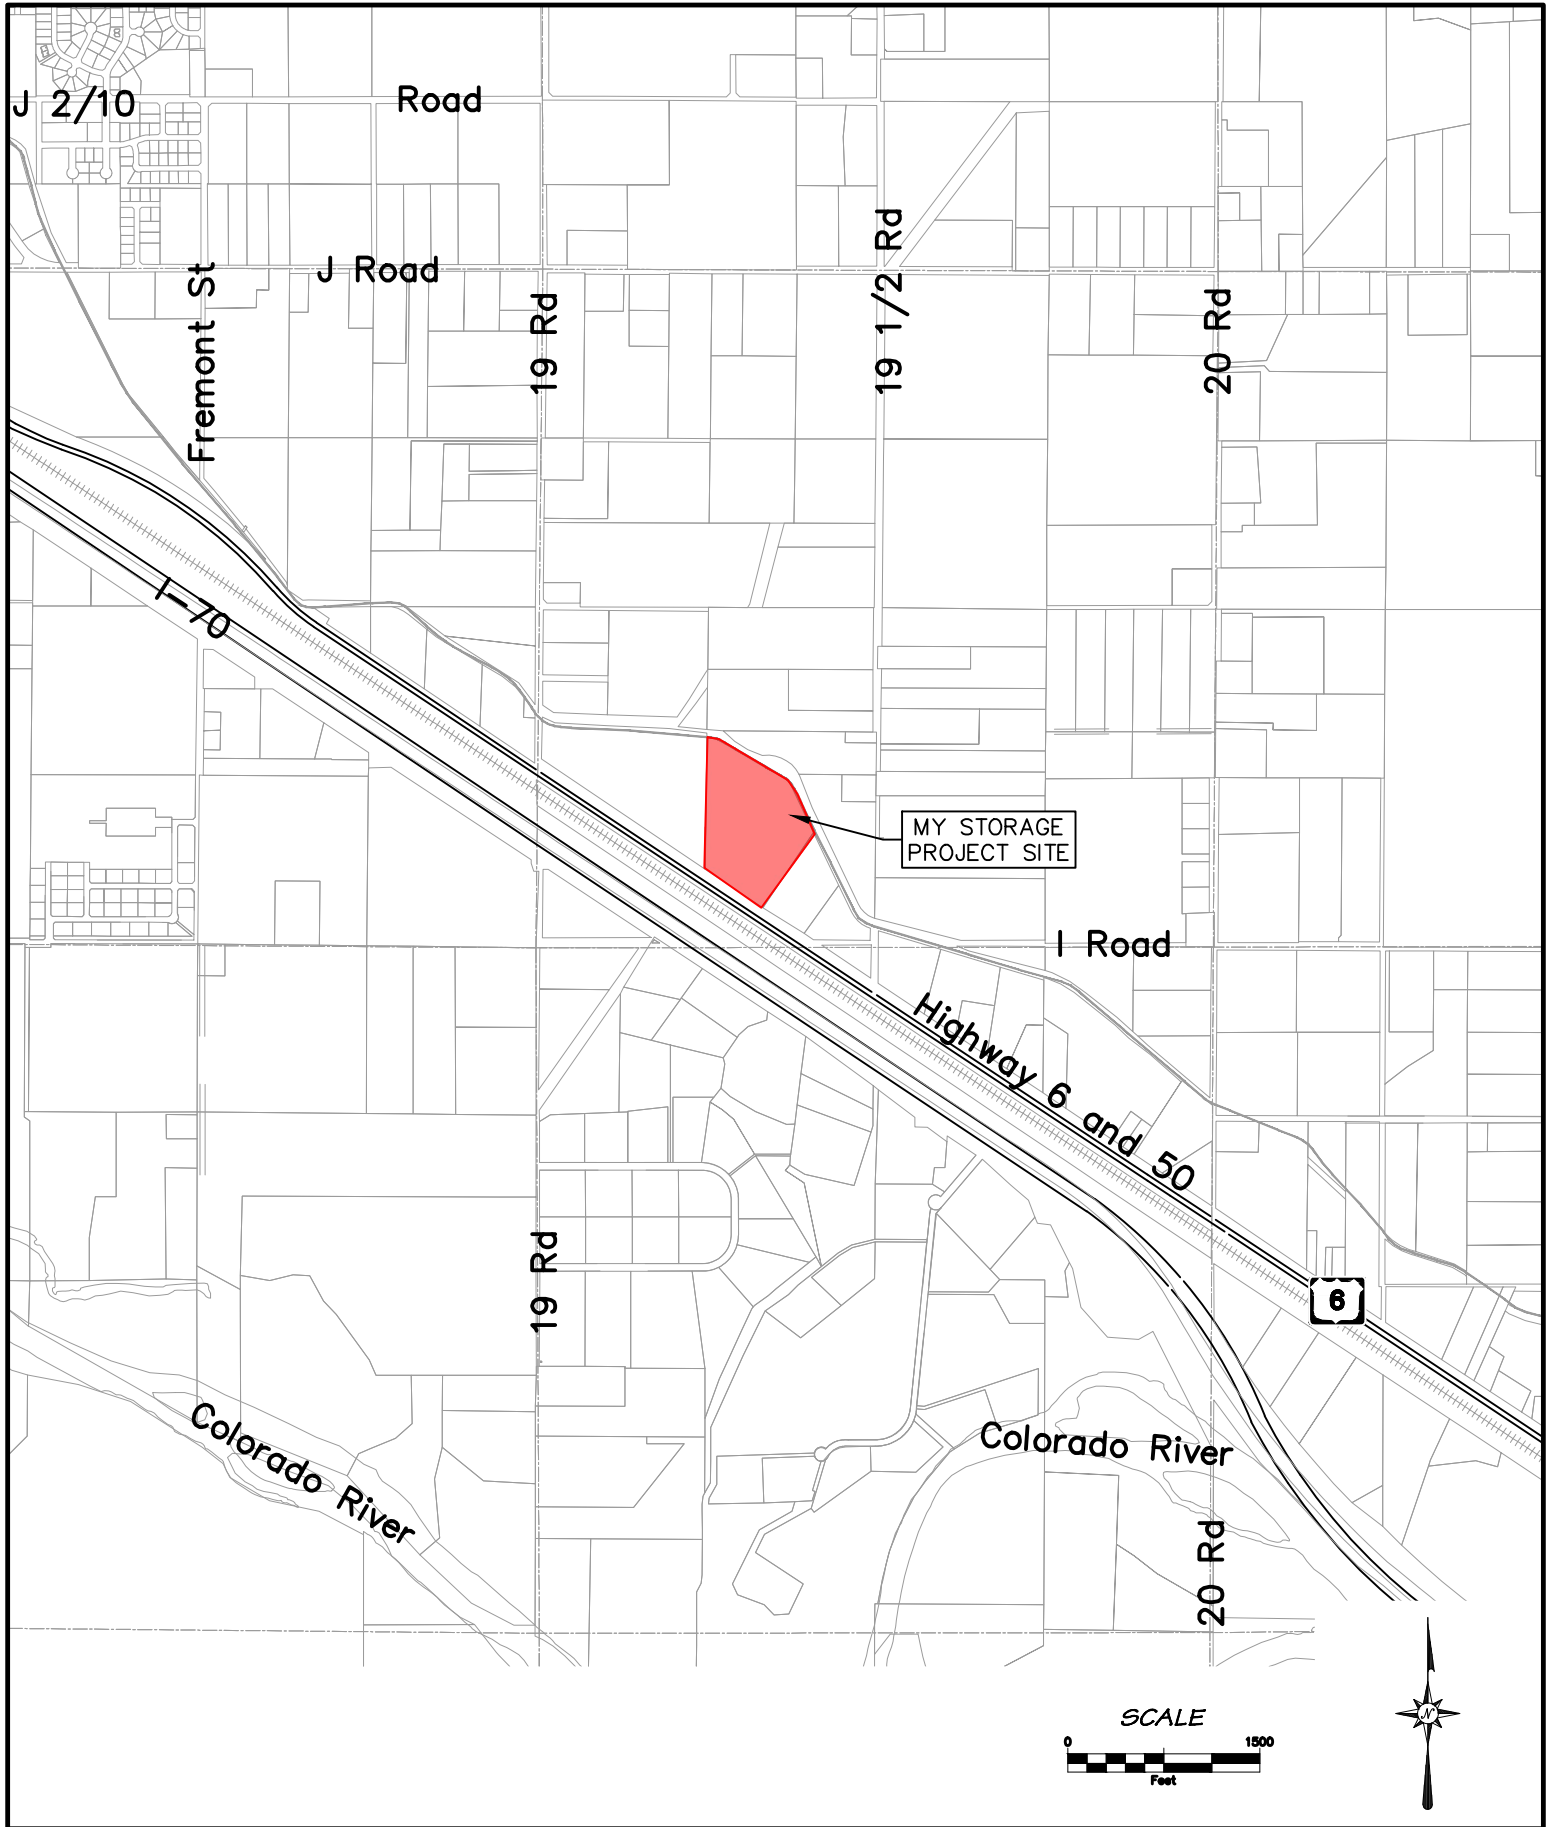 J 2/10 Road
J Road
Fremont St
19 Rd
19 1/2 Rd
20 Rd
I-70
MY STORAGE
PROJECT SITE
I Road
Highway 6 and 50
19 Rd
6
Colorado River
Colorado River
20 Rd
SCALE
0 1500
Feet
N